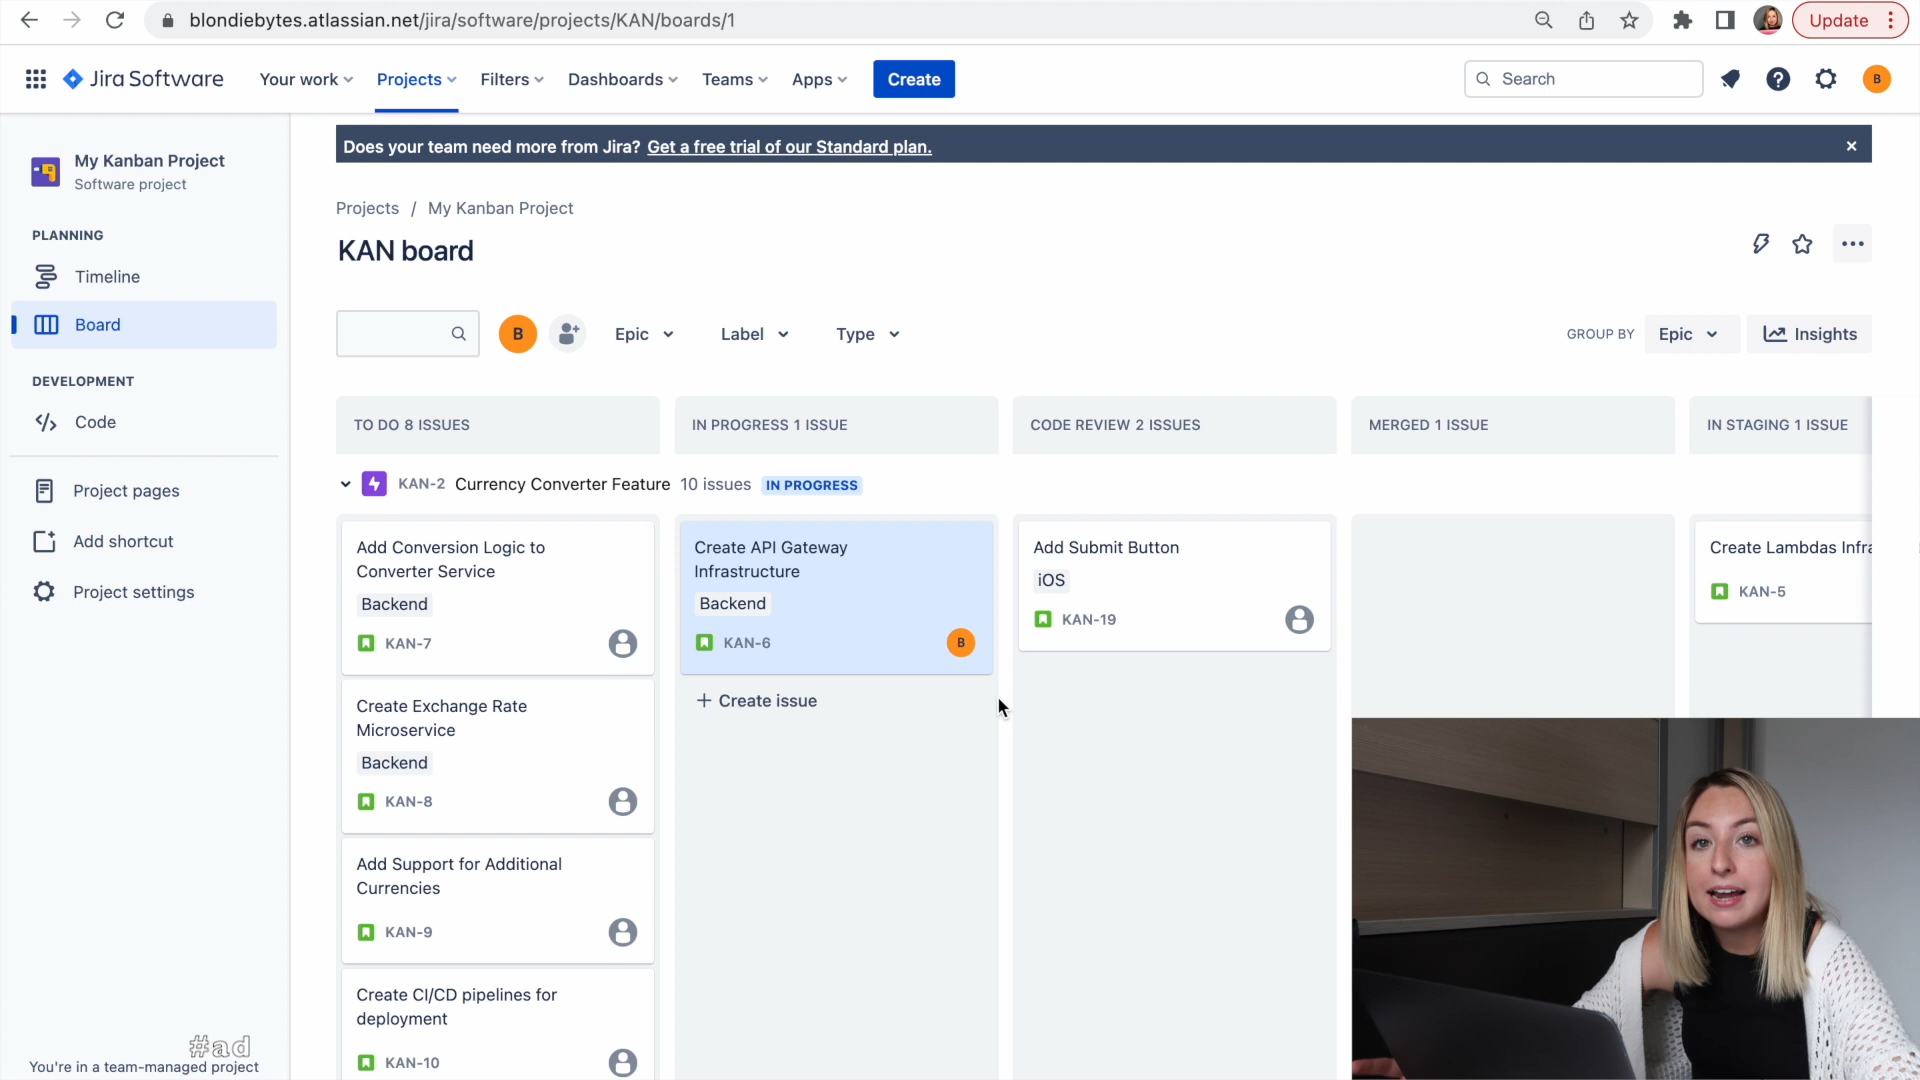 blondiebytes.atlassian.net/jira/software/projects/KAN/boards/1
Update
Jira Software
Your work
Projects
Filters
Dashboards
Teams
Apps
Create
Search
B
My Kanban Project
Software project
PLANNING
Timeline
Board
DEVELOPMENT
Code
Project pages
Add shortcut
Project settings
#ad
You're in a team-managed project
Does your team need more from Jira? Get a free trial of our Standard plan.
Projects / My Kanban Project
KAN board
B
Epic
Label
Type
GROUP BY
Epic
Insights
TO DO 8 ISSUES
IN PROGRESS 1 ISSUE
CODE REVIEW 2 ISSUES
MERGED 1 ISSUE
IN STAGING 1 ISSUE
KAN-2 Currency Converter Feature 10 issues IN PROGRESS
Add Conversion Logic to
Converter Service
Backend
KAN-7
Create Exchange Rate
Microservice
Backend
KAN-8
Add Support for Additional
Currencies
KAN-9
Create CI/CD pipelines for
deployment
KAN-10
Create API Gateway
Infrastructure
Backend
KAN-6
B
+ Create issue
Add Submit Button
iOS
KAN-19
Create Lambdas Infra
KAN-5